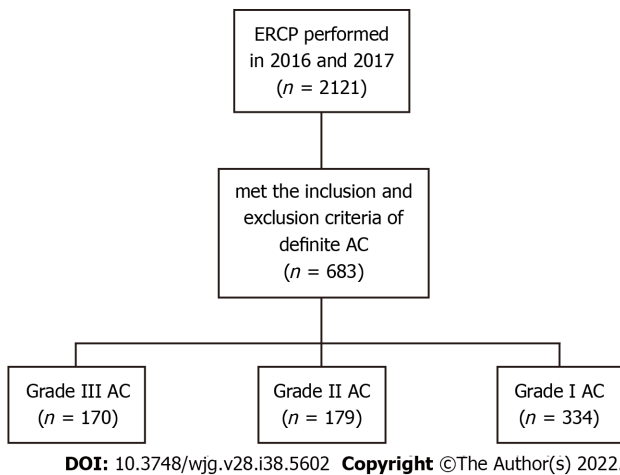 ERCP performed
in 2016 and 2017
(n = 2121)
met the inclusion and
exclusion criteria of
definite AC
(n = 683)
Grade III AC
(n = 170)
Grade II AC
(n = 179)
Grade I AC
(n = 334)
DOI: 10.3748/wjg.v28.i38.5602 Copyright ©The Author(s) 2022.